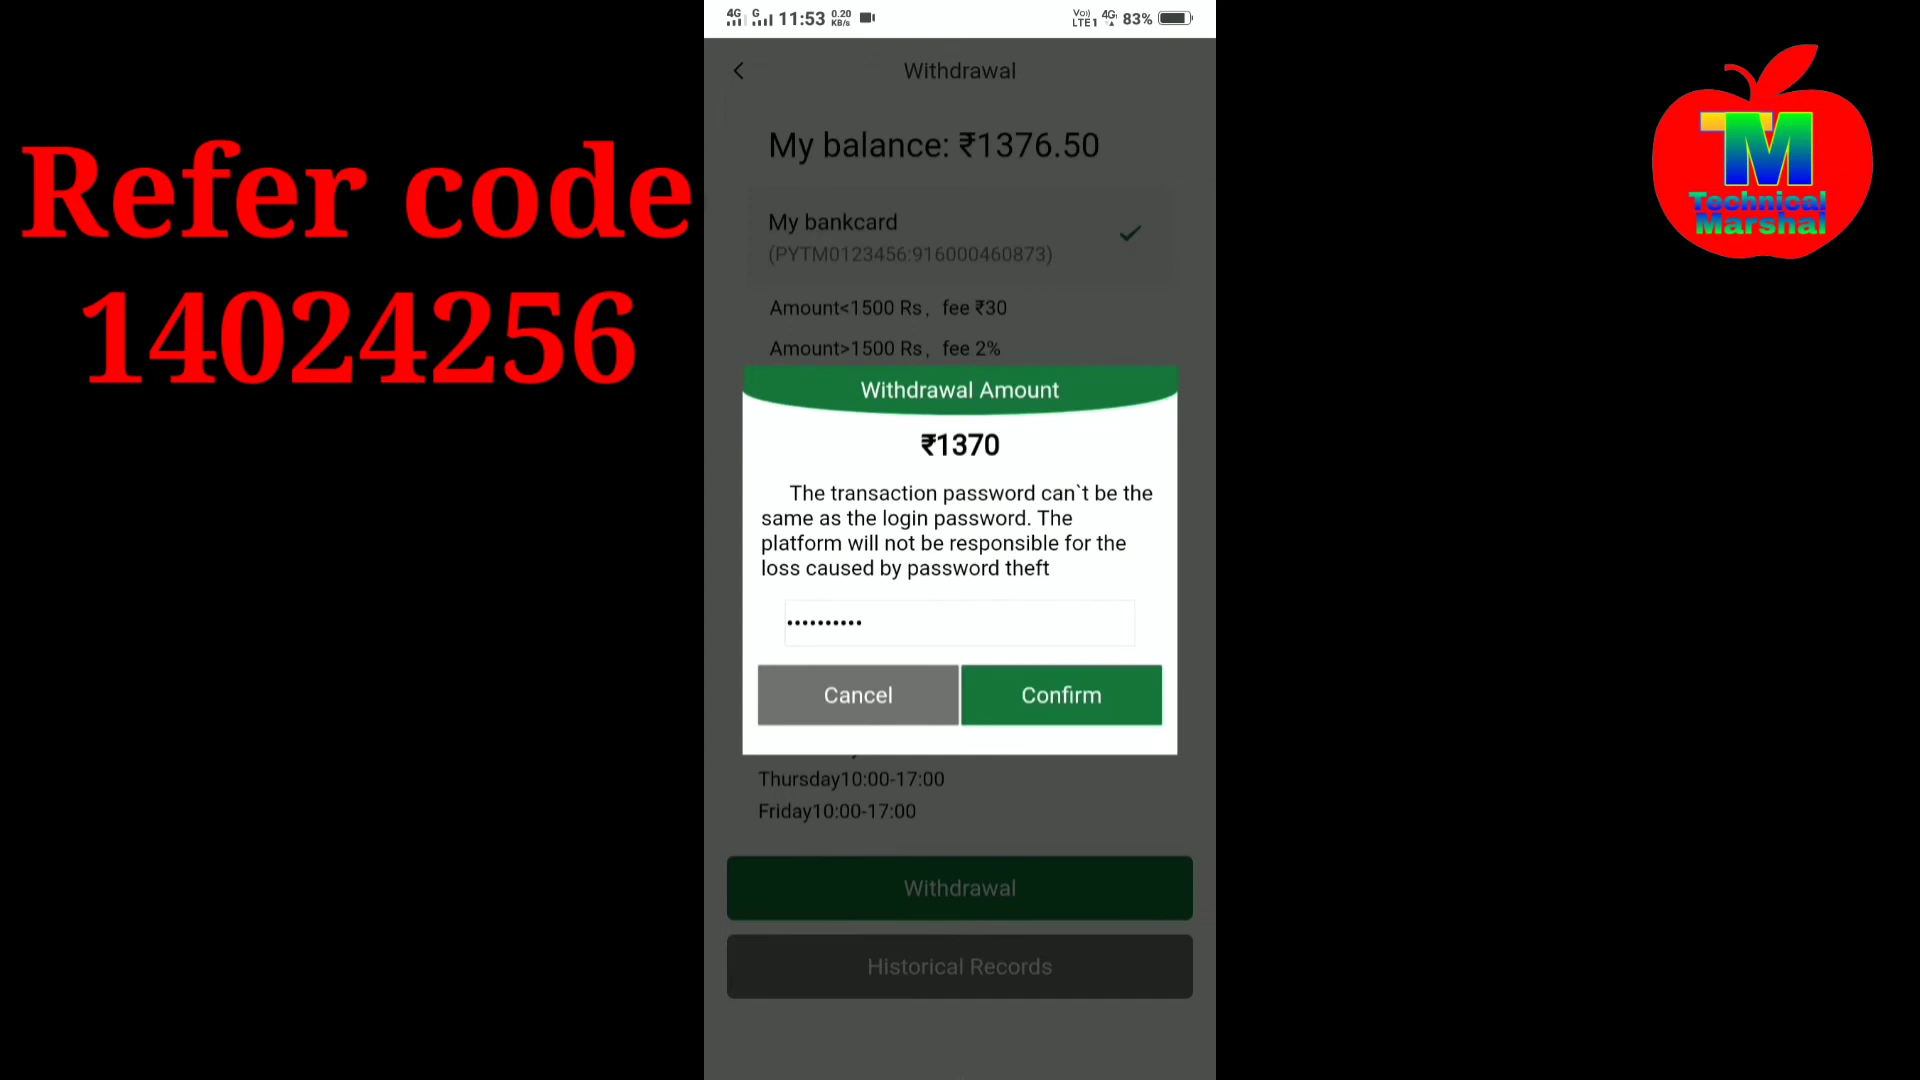 4G G 11:53 0.20 KB/s Vo) LTE1 4G 83%
Withdrawal
Refer code
14024256
TM
Technical
Marshal
My balance: ₹1376.50
My bankcard
(PYTM0123456:916000460873)
Amount<1500 Rs, fee ₹30
Amount>1500 Rs, fee 2%
Withdrawal Amount
₹1370
The transaction password can`t be the
same as the login password. The
platform will not be responsible for the
loss caused by password theft
••••••••••
Cancel Confirm
Thursday10:00-17:00
Friday10:00-17:00
Withdrawal
Historical Records